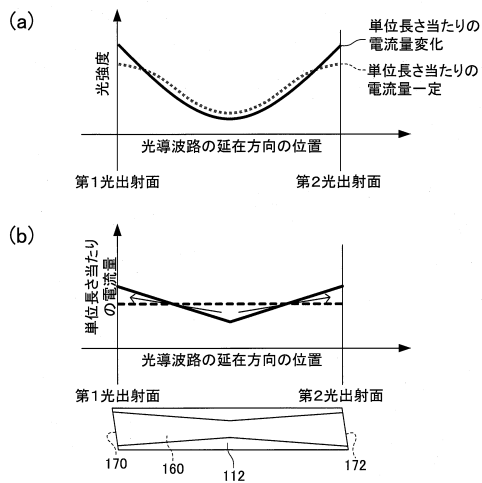 (a)
光強度
単位長さ当たりの
電流量変化
単位長さ当たりの
電流量一定
光導波路の延在方向の位置
第1光出射面
第2光出射面
(b)
単位長さ当たり
の電流量
光導波路の延在方向の位置
第1光出射面
第2光出射面
170
160
112
172